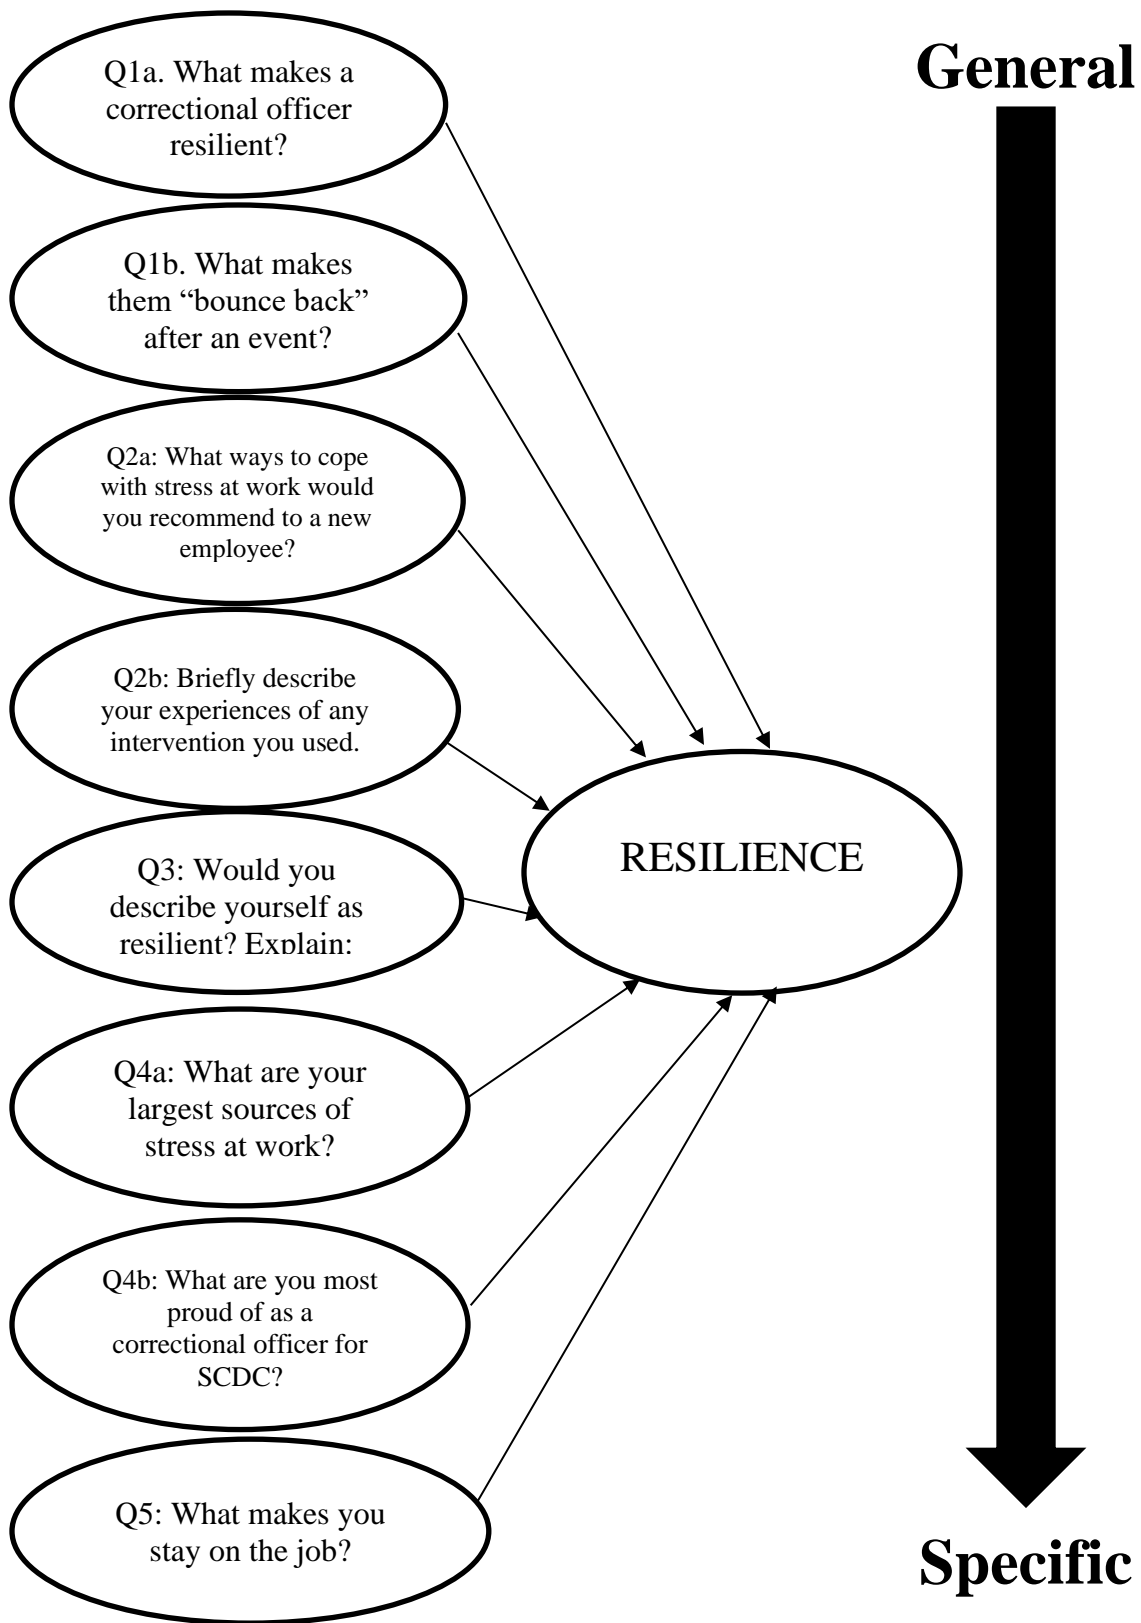 Q1a. What makes a
correctional officer
resilient?
Q1b. What makes
them “bounce back”
after an event?
Q2a: What ways to cope
with stress at work would
you recommend to a new
employee?
Q2b: Briefly describe
your experiences of any
intervention you used.
Q3: Would you
describe yourself as
resilient? Explain:
Q4a: What are your
largest sources of
stress at work?
Q4b: What are you most
proud of as a
correctional officer for
SCDC?
Q5: What makes you
stay on the job?
RESILIENCE
General
Specific